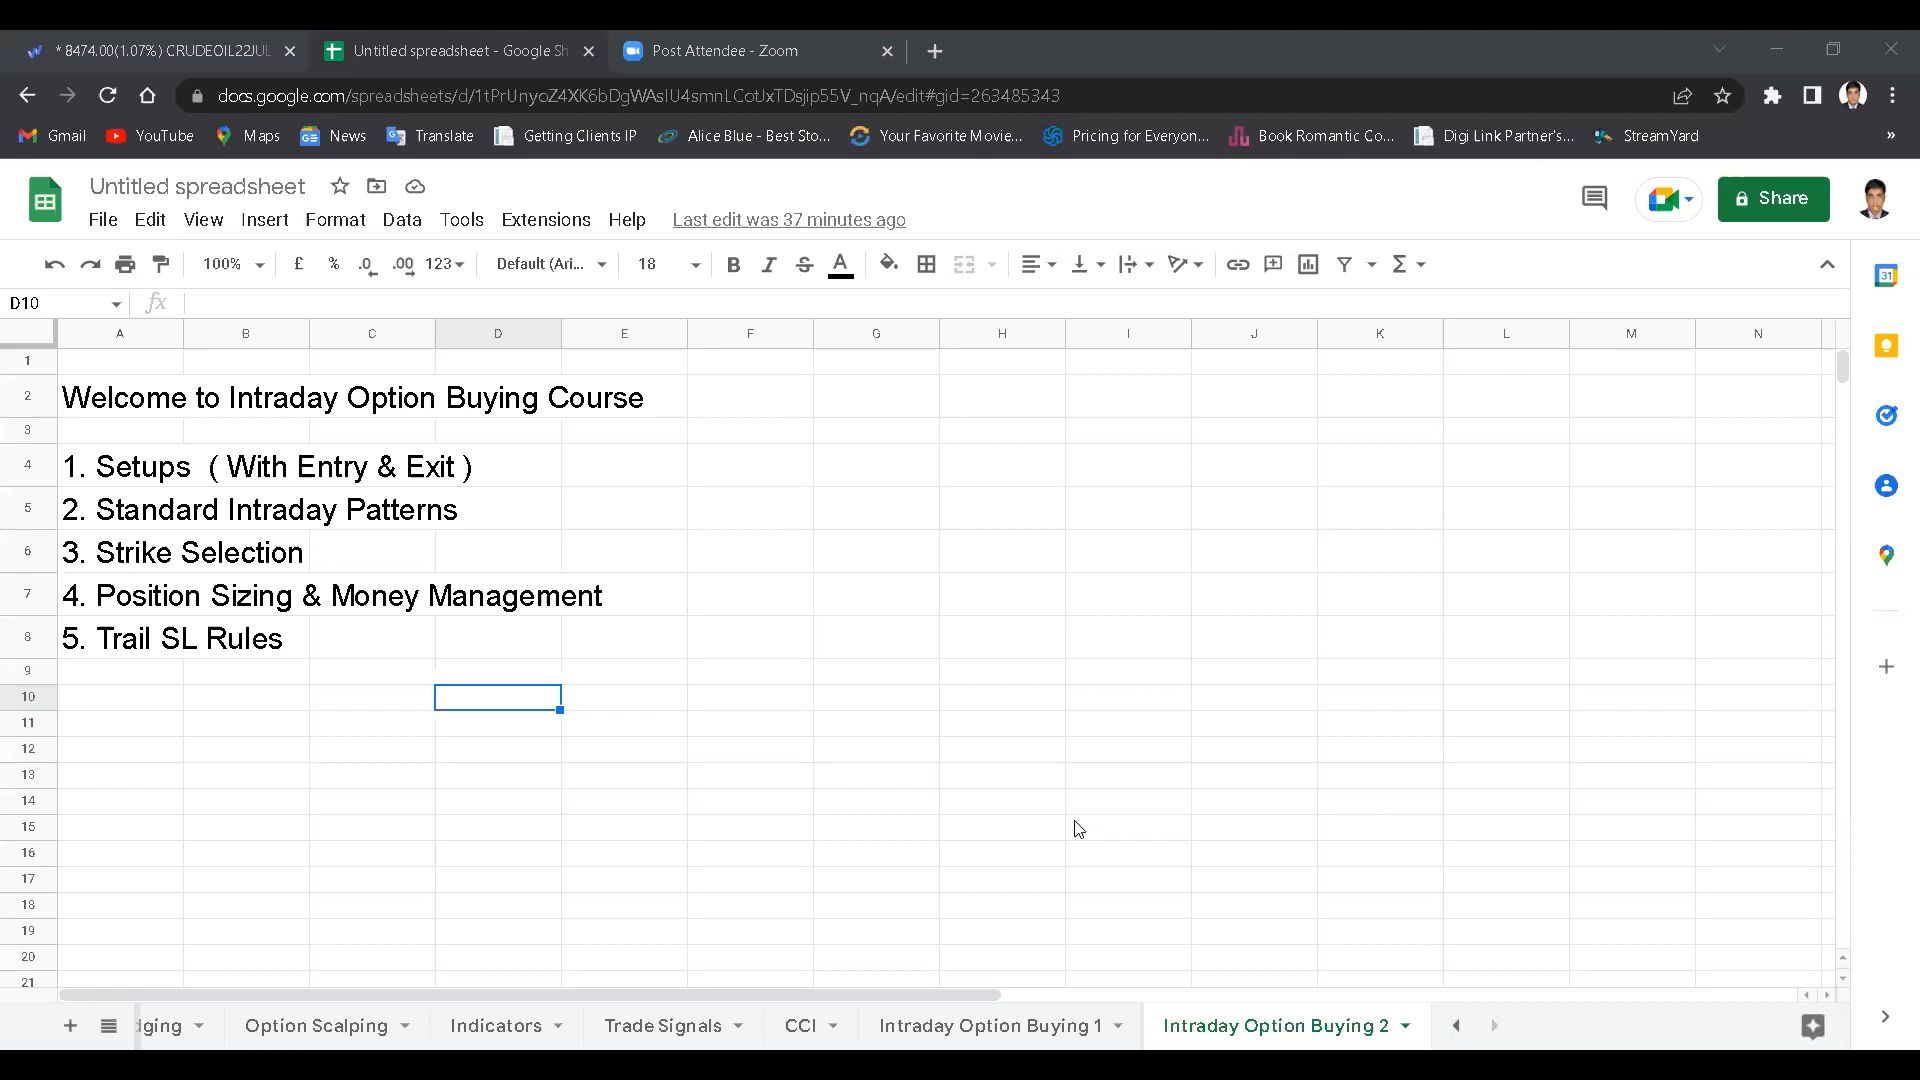 * 8474.00(1.07%) CRUDEOIL22JUL
Untitled spreadsheet - Google Sh
Post Attendee - Zoom
docs.google.com/spreadsheets/d/1tPrUnyoZ4XK6bDgWAsIU4smnLCotUxTDsjip55V_nqA/edit#gid=263485343
Gmail YouTube Maps News Translate Getting Clients IP Alice Blue - Best Sto... Your Favorite Movie... Pricing for Everyon... Book Romantic Co... Digi Link Partner's... StreamYard »
Untitled spreadsheet
Share
File Edit View Insert Format Data Tools Extensions Help Last edit was 37 minutes ago
100% £ % .0 .00 123 Default (Ari... 18 B I S A Σ
31
D10 fx
A B C D E F G H I J K L M N
1
2 Welcome to Intraday Option Buying Course
3
4 1. Setups ( With Entry & Exit )
5 2. Standard Intraday Patterns
6 3. Strike Selection
7 4. Position Sizing & Money Management
8 5. Trail SL Rules
9
10
11
12
13
14
15
16
17
18
19
20
21
dging Option Scalping Indicators Trade Signals CCI Intraday Option Buying 1 Intraday Option Buying 2